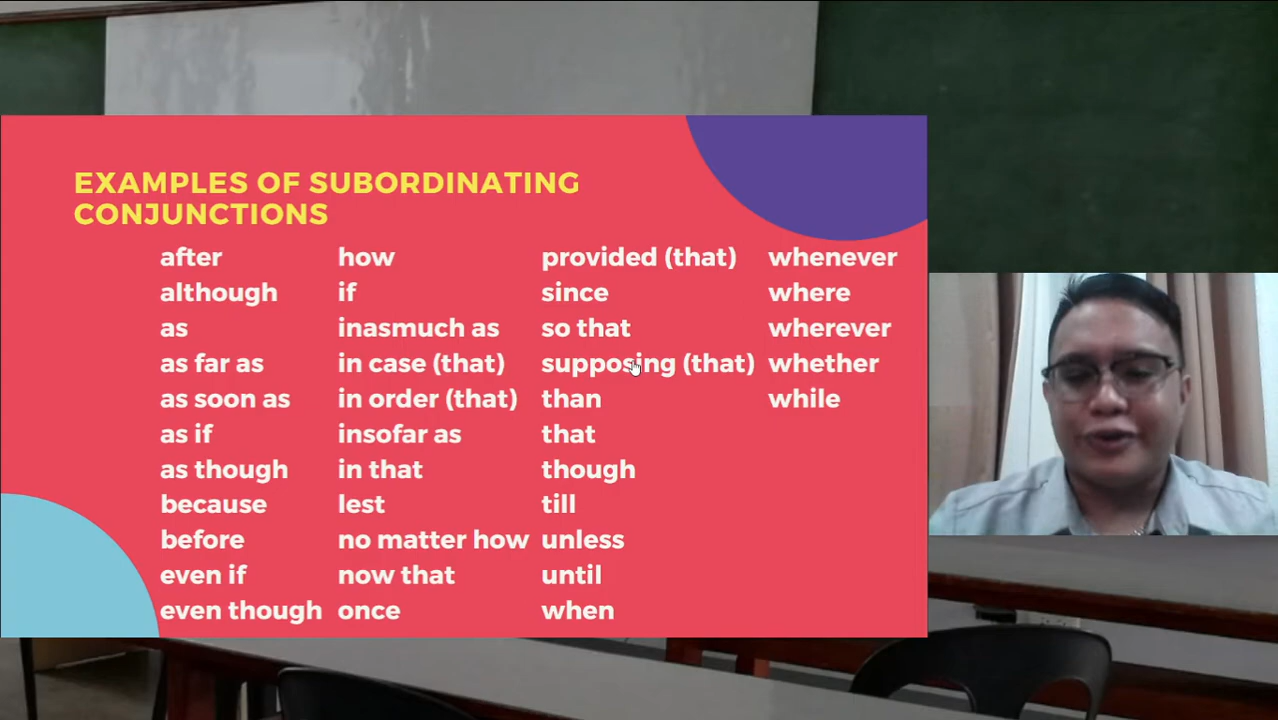 EXAMPLES OF SUBORDINATING
CONJUNCTIONS
after
although
as
as far as
as soon as
as if
as though
because
before
even if
even though
how
if
inasmuch as
in case (that)
in order (that)
insofar as
in that
lest
no matter how
now that
once
provided (that)
since
so that
supposing (that)
than
that
though
till
unless
until
when
whenever
where
wherever
whether
while